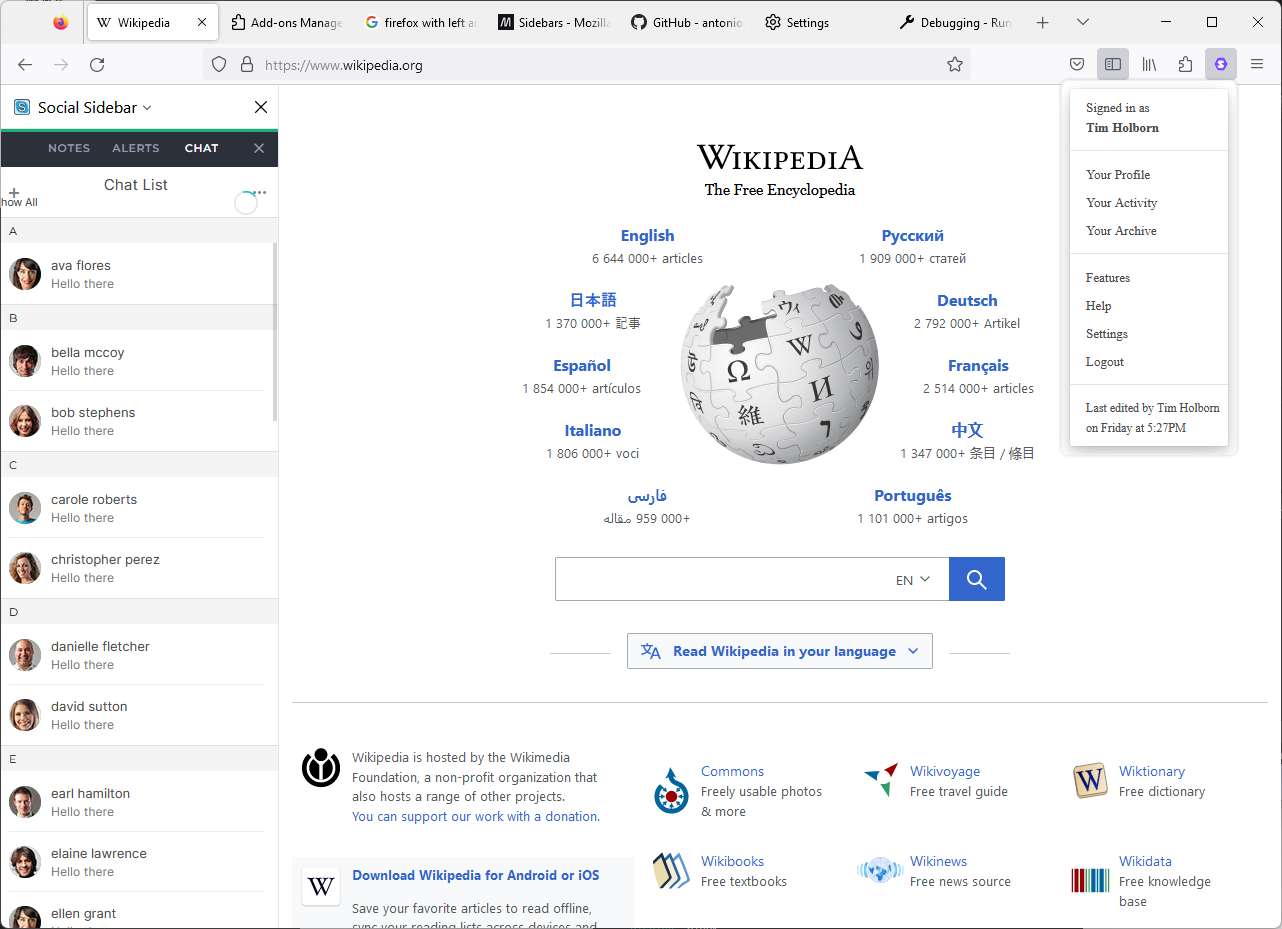 Wikipedia
Add-ons Manage
firefox with left a
Sidebars - Mozilla
GitHub - antonio
Settings
Debugging - Run
https://www.wikipedia.org
Social Sidebar
NOTES
ALERTS
CHAT
Chat List
how All
A
ava flores
Hello there
B
bella mccoy
Hello there
bob stephens
Hello there
C
carole roberts
Hello there
christopher perez
Hello there
D
danielle fletcher
Hello there
david sutton
Hello there
E
earl hamilton
Hello there
elaine lawrence
Hello there
ellen grant
WIKIPEDIA
The Free Encyclopedia
English
6 644 000+ articles
Русский
1 909 000+ статей
日本語
1 370 000+ 記事
Deutsch
2 792 000+ Artikel
Español
1 854 000+ artículos
Français
2 514 000+ articles
Italiano
1 806 000+ voci
中文
1 347 000+ 条目 / 條目
فارسی
۹۵۹ 000+ مقاله
Português
1 101 000+ artigos
EN
Read Wikipedia in your language
Wikipedia is hosted by the Wikimedia
Foundation, a non-profit organization that
also hosts a range of other projects.
You can support our work with a donation.
Download Wikipedia for Android or iOS
Save your favorite articles to read offline,
sync your reading lists across devices and
Commons
Freely usable photos
& more
Wikivoyage
Free travel guide
Wiktionary
Free dictionary
Wikibooks
Free textbooks
Wikinews
Free news source
Wikidata
Free knowledge
base
Signed in as
Tim Holborn
Your Profile
Your Activity
Your Archive
Features
Help
Settings
Logout
Last edited by Tim Holborn
on Friday at 5:27PM